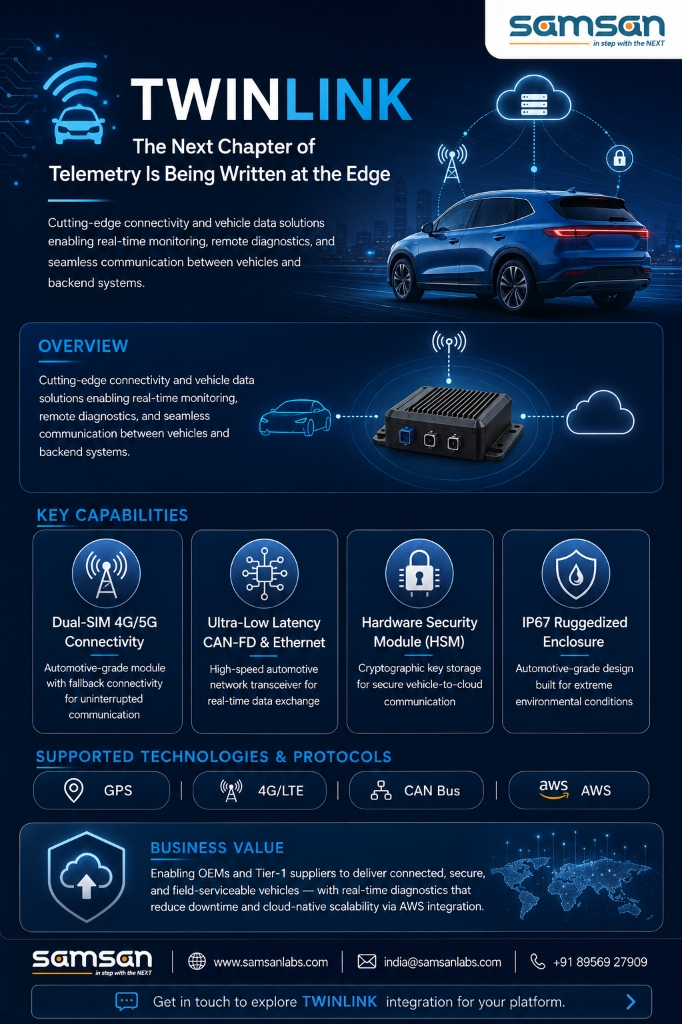 samsan
in step with the NEXT
TWINLINK
The Next Chapter of
Telemetry Is Being Written at the Edge
Cutting-edge connectivity and vehicle data solutions
enabling real-time monitoring, remote diagnostics, and
seamless communication between vehicles and
backend systems.
OVERVIEW
Cutting-edge connectivity and vehicle data
solutions enabling real-time monitoring,
remote diagnostics, and seamless
communication between vehicles and
backend systems.
KEY CAPABILITIES
Dual-SIM 4G/5G
Connectivity
Automotive-grade module
with fallback connectivity
for uninterrupted
communication
Ultra-Low Latency
CAN-FD & Ethernet
High-speed automotive
network transceiver for
real-time data exchange
Hardware Security
Module (HSM)
Cryptographic key storage
for secure vehicle-to-cloud
communication
IP67 Ruggedized
Enclosure
Automotive-grade design
built for extreme
environmental conditions
SUPPORTED TECHNOLOGIES & PROTOCOLS
GPS
4G/LTE
CAN Bus
aws AWS
BUSINESS VALUE
Enabling OEMs and Tier-1 suppliers to deliver connected, secure,
and field-serviceable vehicles — with real-time diagnostics that
reduce downtime and cloud-native scalability via AWS integration.
samsan
in step with the NEXT
www.samsanlabs.com
india@samsanlabs.com
+91 89569 27909
Get in touch to explore TWINLINK integration for your platform.